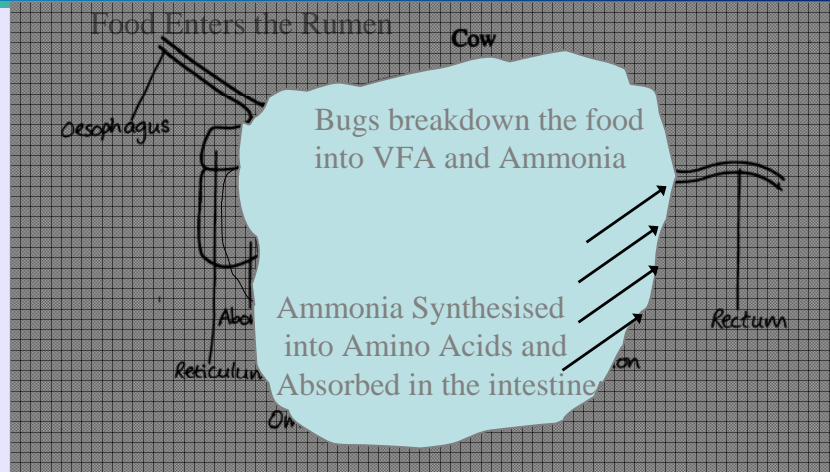 Food Enters the Rumen
Cow
Oesophagus
Bugs breakdown the food
into VFA and Ammonia
Ammonia Synthesised
into Amino Acids and
Absorbed in the intestine
Rectum